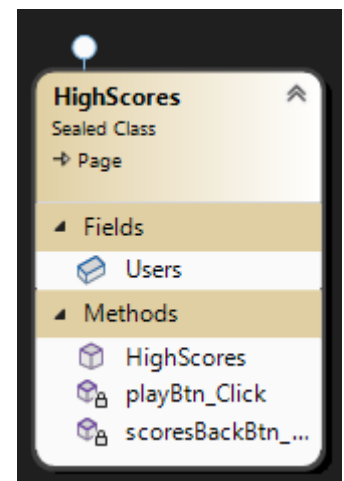 HighScores
Sealed Class
Page
Fields
Users
Methods
HighScores
playBtn_Click
scoresBackBtn_...